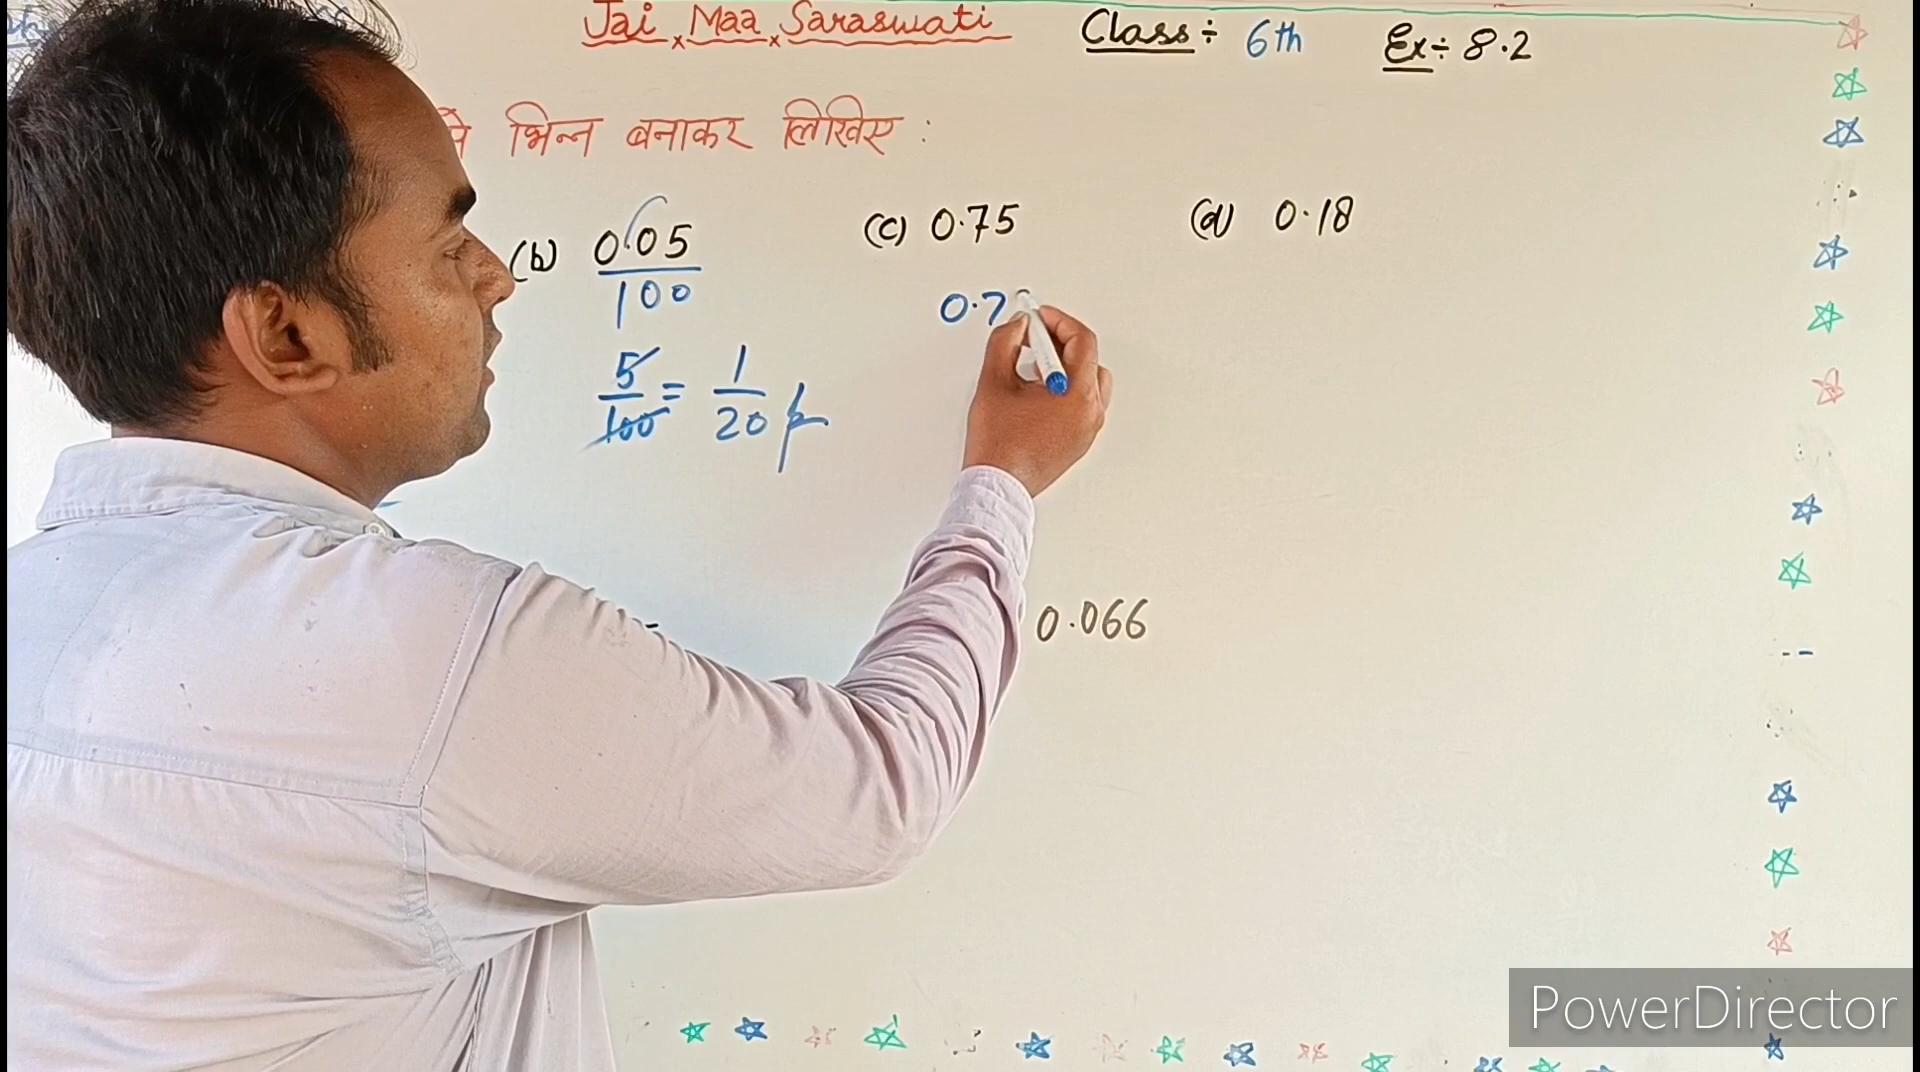 Jai x Maa x Saraswati Class ÷ 6th Ex ÷ 8.2
भिन्न बनाकर लिखिए :
(b) 0.05 (c) 0.75 (d) 0.18
100 0.7
5/100 = 1/20
0.066
PowerDirector